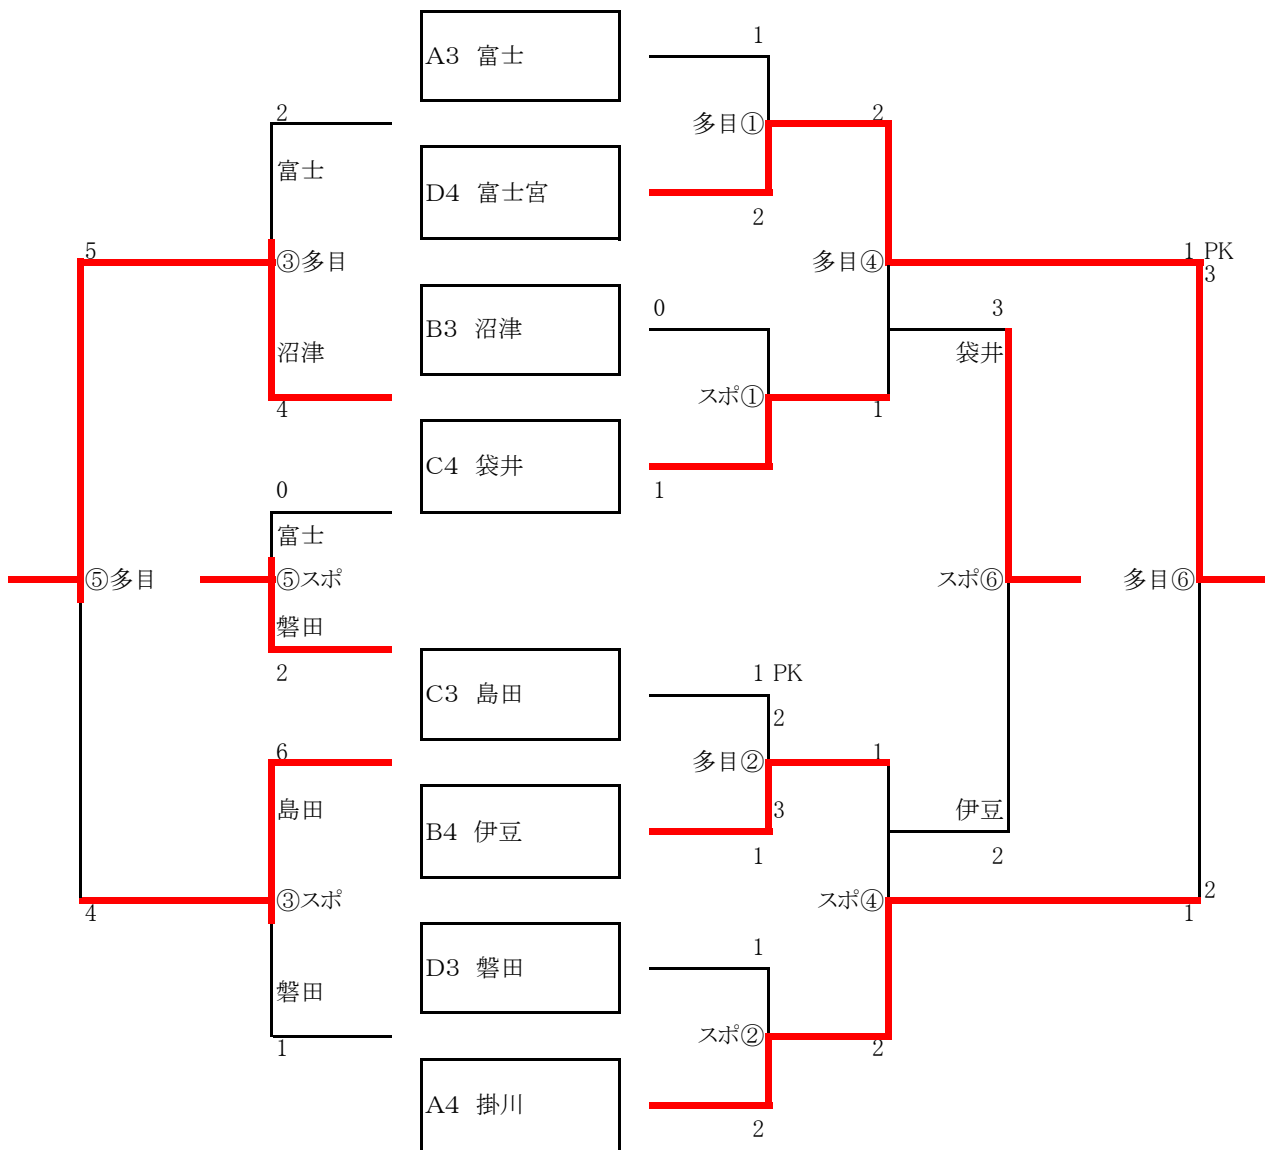 A3 富士
1
2
多目①
2
富士
D4 富士宮
2
5
③多目
多目④
1 PK
3
B3 沼津
0
3
沼津
袋井
スポ①
4
1
C4 袋井
0
1
富士
⑤多目
⑤スポ
スポ⑥
多目⑥
磐田
2
C3 島田
1 PK
2
6
多目②
1
島田
B4 伊豆
3
伊豆
1
2
③スポ
スポ④
2
4
1
D3 磐田
1
磐田
スポ②
1
2
A4 掛川
2